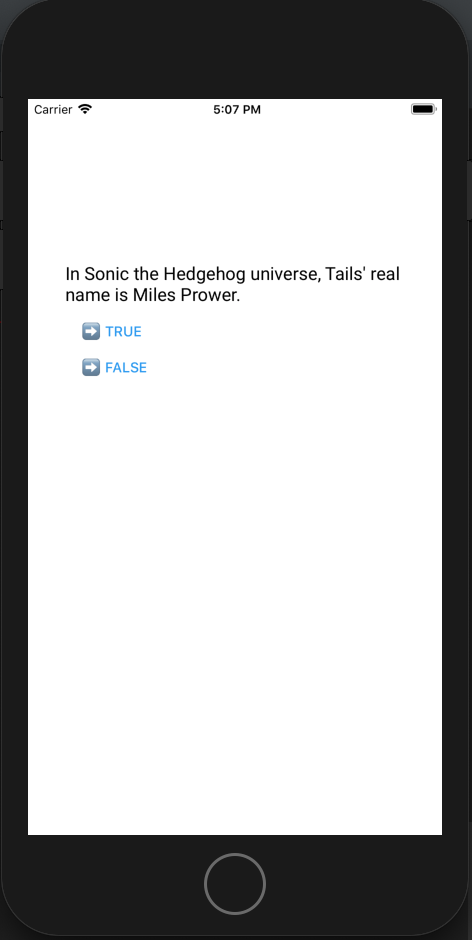 Carrier 5:07 PM
In Sonic the Hedgehog universe, Tails' real
name is Miles Prower.
➡️ TRUE
➡️ FALSE